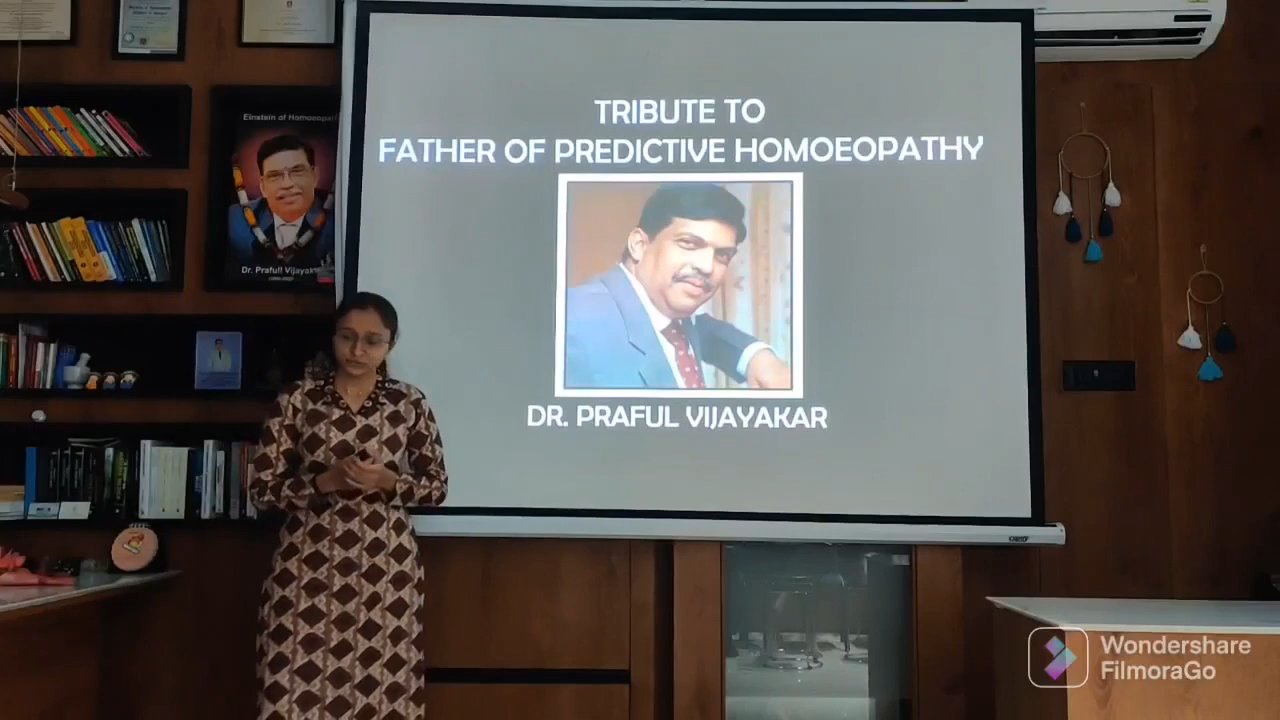 TRIBUTE TO
FATHER OF PREDICTIVE HOMOEOPATHY
DR. PRAFUL VIJAYAKAR
Einstein of Homoeopathy
Dr. Prafull Vijayakar
Wondershare
FilmoraGo